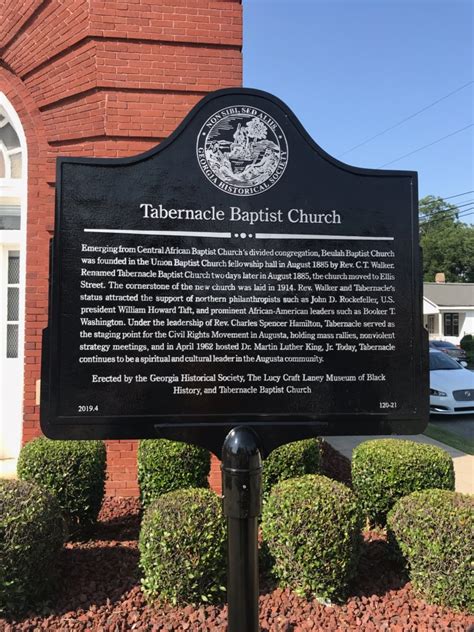 NON SIBI, SED ALIIS
GEORGIA HISTORICAL SOCIETY
Tabernacle Baptist Church
Emerging from Central African Baptist Church's divided congregation, Beulah Baptist Church
was founded in the Union Baptist Church fellowship hall in August 1885 by Rev. C.T. Walker.
Renamed Tabernacle Baptist Church two days later in August 1885, the church moved to Ellis
Street. The cornerstone of the new church was laid in 1914. Rev. Walker and Tabernacle's
status attracted the support of northern philanthropists such as John D. Rockefeller, U.S.
president William Howard Taft, and prominent African-American leaders such as Booker T.
Washington. Under the leadership of Rev. Charles Spencer Hamilton, Tabernacle served as
the staging point for the Civil Rights Movement in Augusta, holding mass rallies, nonviolent
strategy meetings, and in April 1962 hosted Dr. Martin Luther King, Jr. Today, Tabernacle
continues to be a spiritual and cultural leader in the Augusta community.
Erected by the Georgia Historical Society, The Lucy Craft Laney Museum of Black
History, and Tabernacle Baptist Church
2019.4
120-21